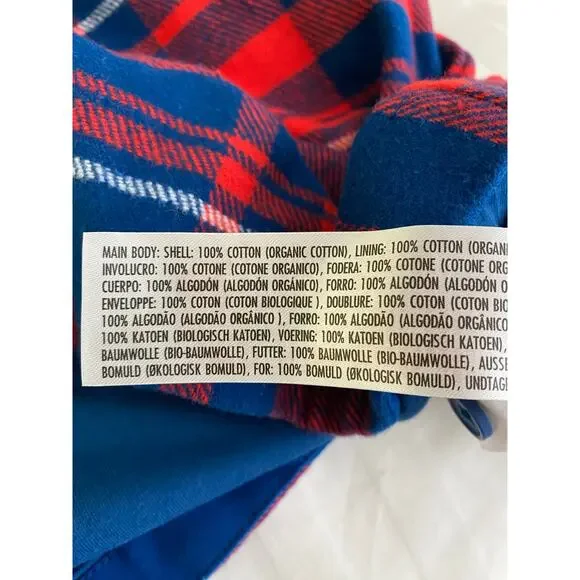 MAIN BODY: SHELL: 100% COTTON (ORGANIC COTTON), LINING: 100% COTTON (ORGANI
INVOLUCRO: 100% COTONE (COTONE ORGANICO), FODERA: 100% COTONE (COTONE ORG
CUERPO: 100% ALGODÓN (ALGODÓN ORGÁNICO), FORRO: 100% ALGODÓN (ALGODÓN O
ENVELOPPE: 100% COTON (COTON BIOLOGIQUE ), DOUBLURE: 100% COTON (COTON BIO
100% ALGODÃO (ALGODÃO ORGÂNICO ), FORRO: 100% ALGODÃO (ALGODÃO ORGÂNICO
100% KATOEN (BIOLOGISCH KATOEN), VOERING: 100% KATOEN (BIOLOGISCH KATOEN),
BAUMWOLLE (BIO-BAUMWOLLE), FUTTER: 100% BAUMWOLLE (BIO-BAUMWOLLE), AUSSE
BOMULD (ØKOLOGISK BOMULD), FOR: 100% BOMULD (ØKOLOGISK BOMULD), UNDTAGE